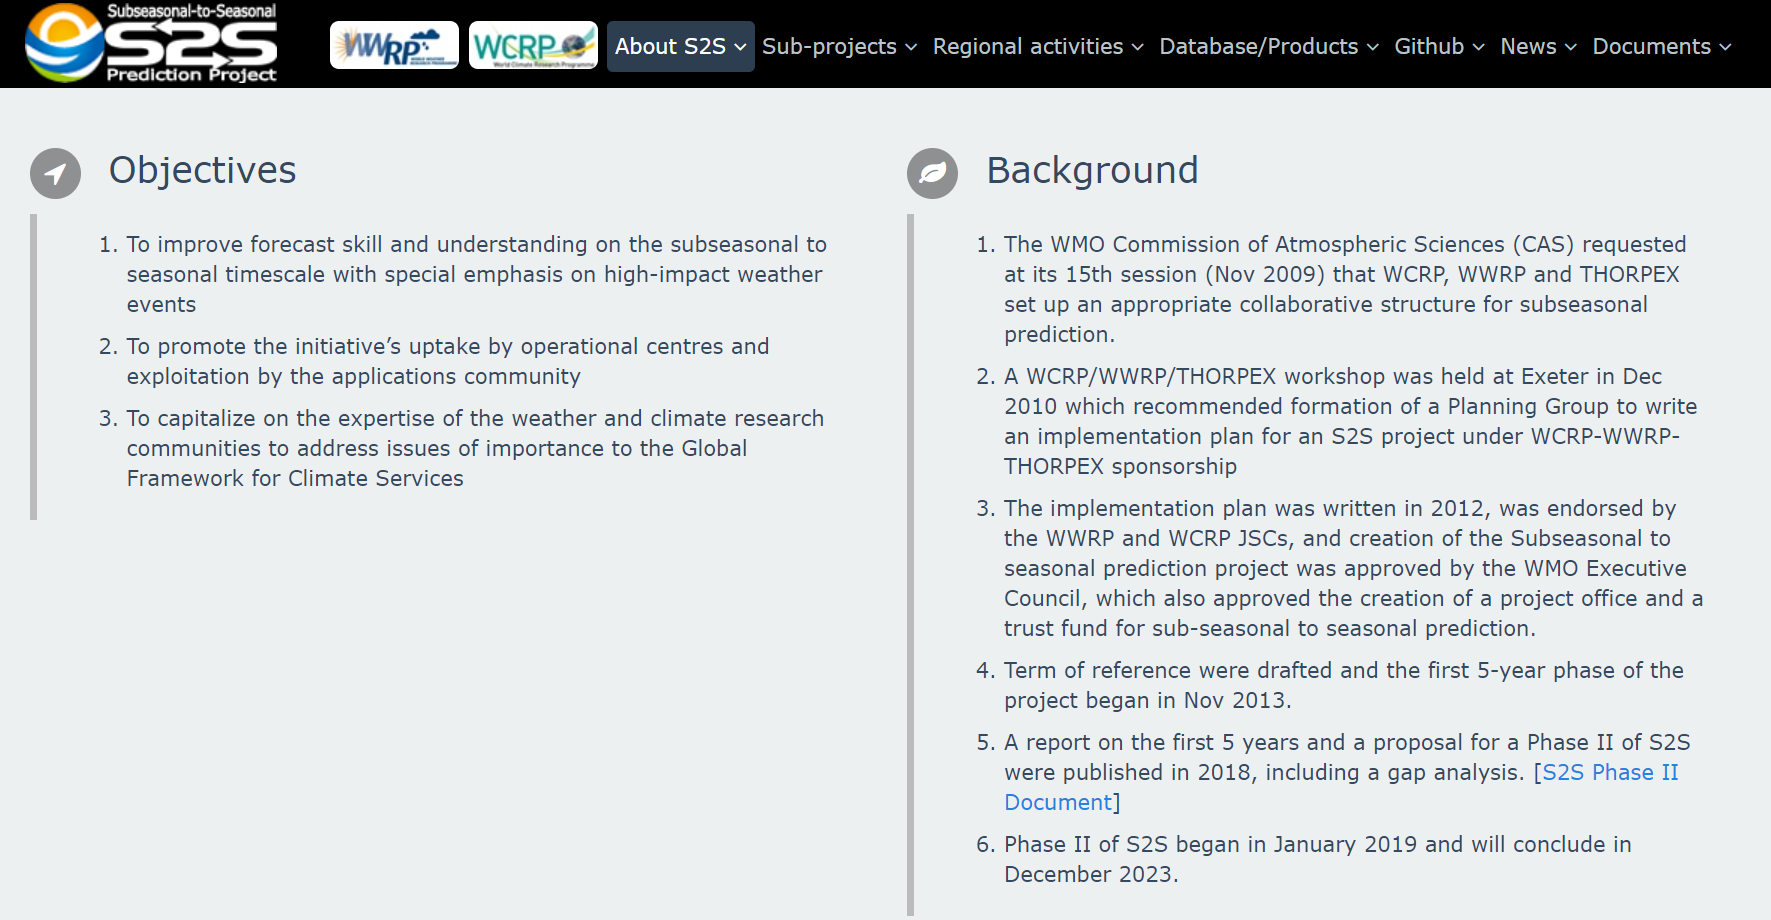 Subseasonal-to-Seasonal
S2S
Prediction Project
WWRP
WORLD WEATHER RESEARCH PROGRAMME
WCRP
World Climate Research Programme
About S2S
Sub-projects
Regional activities
Database/Products
Github
News
Documents
Objectives
1. To improve forecast skill and understanding on the subseasonal to
seasonal timescale with special emphasis on high-impact weather
events
2. To promote the initiative’s uptake by operational centres and
exploitation by the applications community
3. To capitalize on the expertise of the weather and climate research
communities to address issues of importance to the Global
Framework for Climate Services
Background
1. The WMO Commission of Atmospheric Sciences (CAS) requested
at its 15th session (Nov 2009) that WCRP, WWRP and THORPEX
set up an appropriate collaborative structure for subseasonal
prediction.
2. A WCRP/WWRP/THORPEX workshop was held at Exeter in Dec
2010 which recommended formation of a Planning Group to write
an implementation plan for an S2S project under WCRP-WWRP-
THORPEX sponsorship
3. The implementation plan was written in 2012, was endorsed by
the WWRP and WCRP JSCs, and creation of the Subseasonal to
seasonal prediction project was approved by the WMO Executive
Council, which also approved the creation of a project office and a
trust fund for sub-seasonal to seasonal prediction.
4. Term of reference were drafted and the first 5-year phase of the
project began in Nov 2013.
5. A report on the first 5 years and a proposal for a Phase II of S2S
were published in 2018, including a gap analysis. [S2S Phase II
Document]
6. Phase II of S2S began in January 2019 and will conclude in
December 2023.